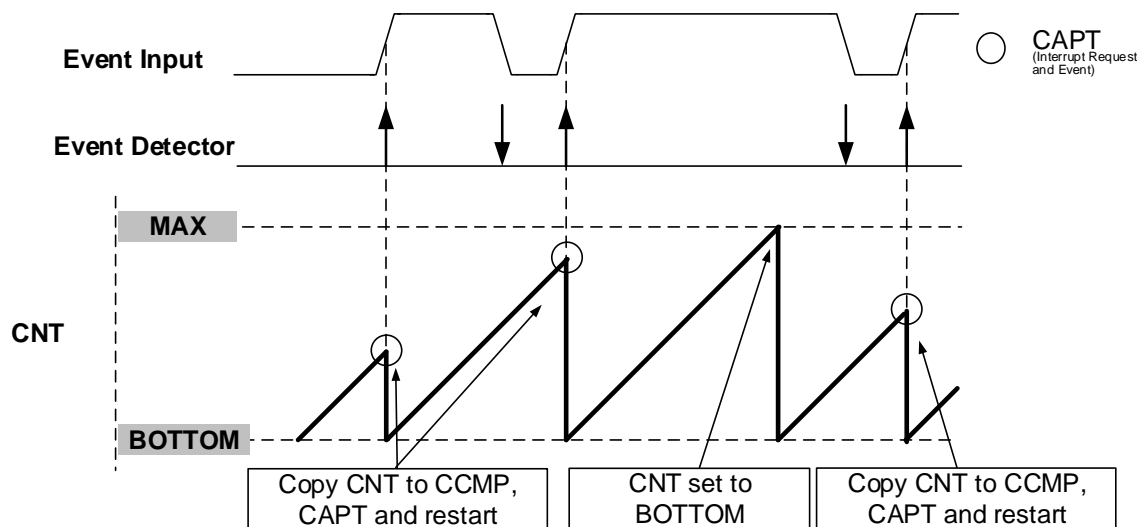 CAPT
(Interrupt Request
and Event)
Event Input
Event Detector
MAX
CNT
BOTTOM
Copy CNT to CCMP,
CAPT and restart
CNT set to
BOTTOM
Copy CNT to CCMP,
CAPT and restart